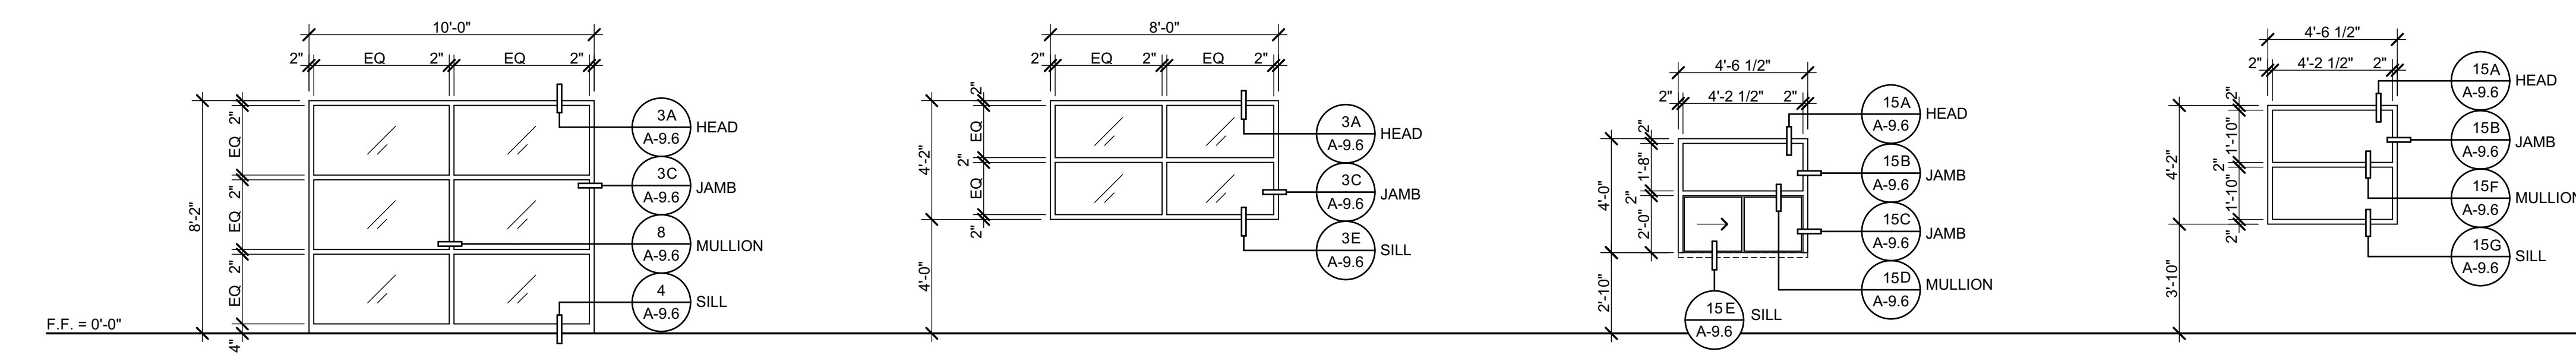 10'-0"
2" EQ 2" EQ 2"
8'-2"
2"
EQ
2"
EQ
2"
EQ
4"
3A
A-9.6
HEAD
3C
A-9.6
JAMB
8
A-9.6
MULLION
4
A-9.6
SILL
F.F. = 0'-0"
8'-0"
2" EQ 2" EQ 2"
4'-2"
4'-0"
2"
EQ
2"
EQ
2"
3A
A-9.6
HEAD
3C
A-9.6
JAMB
3E
A-9.6
SILL
4'-6 1/2"
2" 4'-2 1/2" 2"
4'-0"
2'-10"
2"
1'-8"
2"
2'-0"
15A
A-9.6
HEAD
15B
A-9.6
JAMB
15C
A-9.6
JAMB
15D
A-9.6
MULLION
15E
A-9.6
SILL
4'-6 1/2"
2" 4'-2 1/2" 2"
4'-2"
3'-10"
2"
1'-10"
2"
1'-10"
2"
15A
A-9.6
HEAD
15B
A-9.6
JAMB
15F
A-9.6
MULLION
15G
A-9.6
SILL